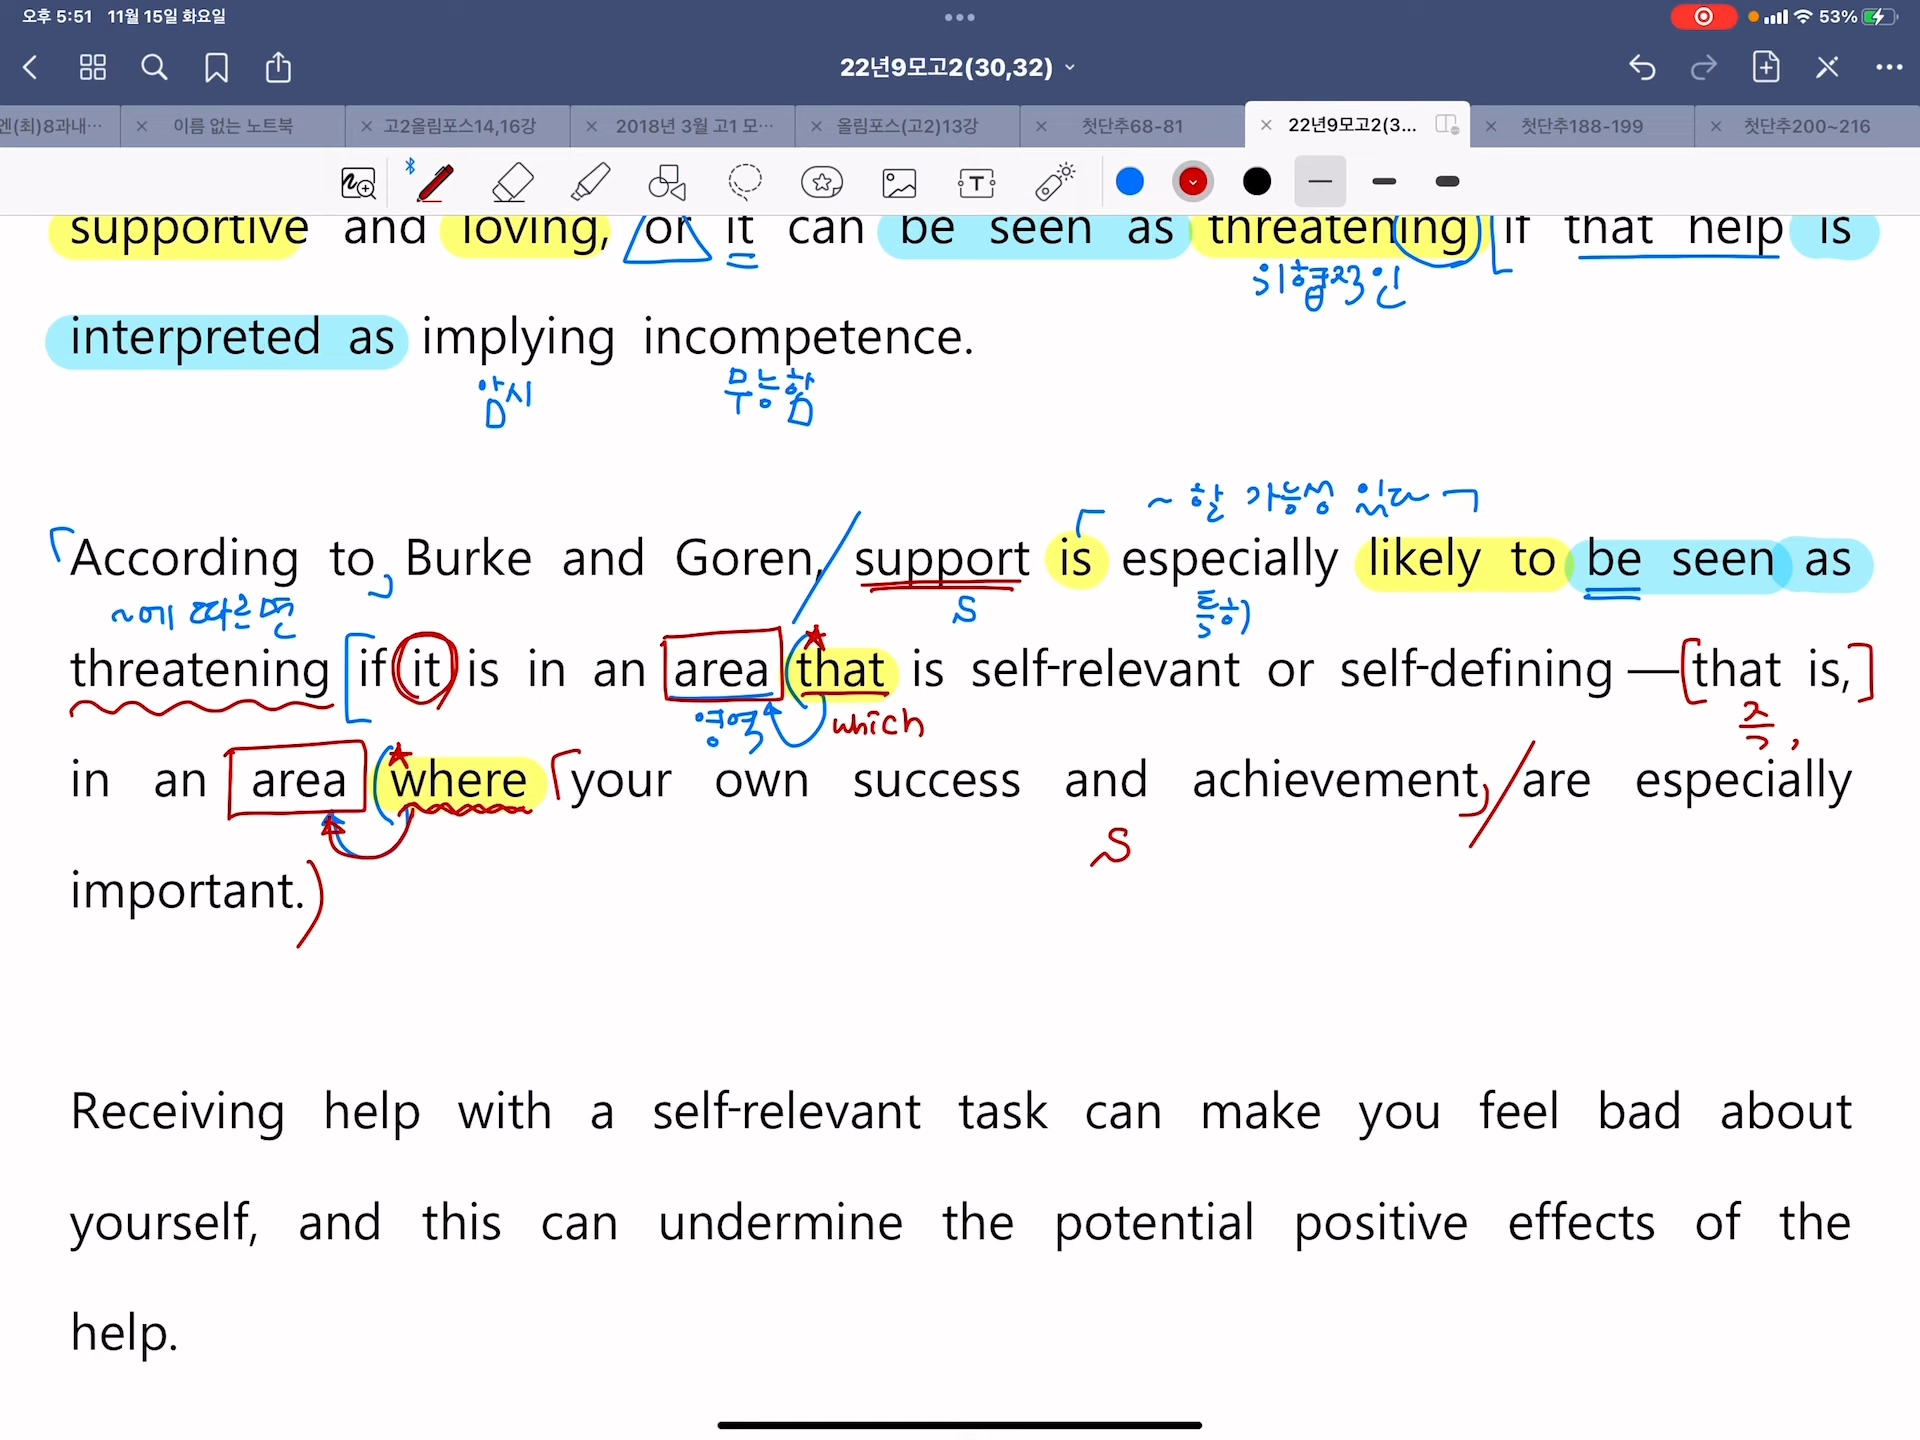 오후 5:51 11월 15일 화요일
53%
22년9모고2(30,32)
엔(최)8과내… 이름 없는 노트북 고2올림포스14,16강 2018년 3월 고1 모… 올림포스(고2)13강 첫단추68-81 22년9모고2(3... 첫단추188-199 첫단추200~216
supportive and loving, or it can be seen as threatening if that help is
위협적인
interpreted as implying incompetence.
암시 무능함
~할 가능성 있다
According to Burke and Goren, support is especially likely to be seen as
~에 따르면 S 특히
threatening if it is in an area that is self-relevant or self-defining —that is,
영역 which 즉,
in an area where your own success and achievement, are especially
S
important.
Receiving help with a self-relevant task can make you feel bad about
yourself, and this can undermine the potential positive effects of the
help.